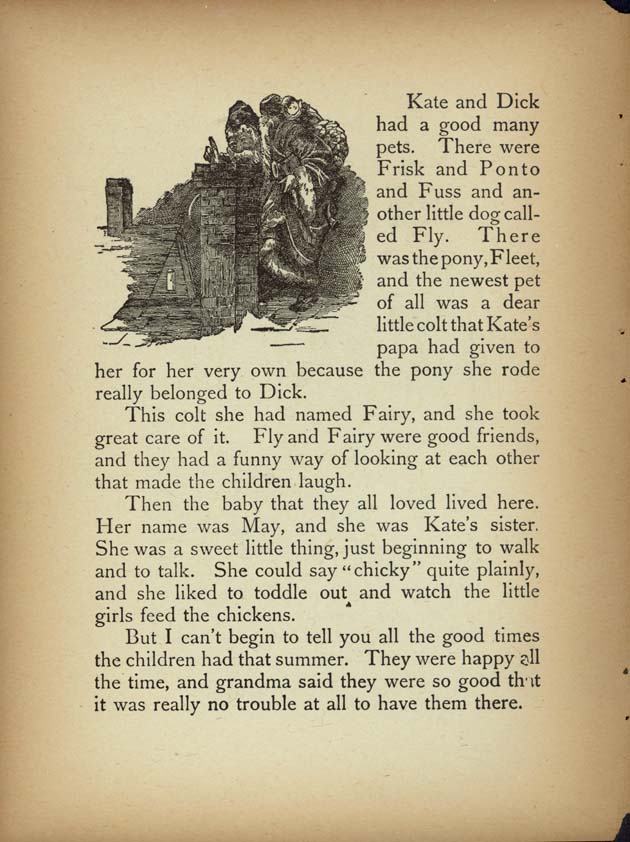 Kate and Dick
had a good many
pets. There were
Frisk and Ponto
and Fuss and an-
other little dog call-
ed Fly. There
was the pony, Fleet,
and the newest pet
of all was a dear
little colt that Kate's
papa had given to
her for her very own because the pony she rode
really belonged to Dick.
This colt she had named Fairy, and she took
great care of it. Fly and Fairy were good friends,
and they had a funny way of looking at each other
that made the children laugh.
Then the baby that they all loved lived here.
Her name was May, and she was Kate's sister.
She was a sweet little thing, just beginning to walk
and to talk. She could say "chicky" quite plainly,
and she liked to toddle out and watch the little
girls feed the chickens.
But I can't begin to tell you all the good times
the children had that summer. They were happy all
the time, and grandma said they were so good that
it was really no trouble at all to have them there.